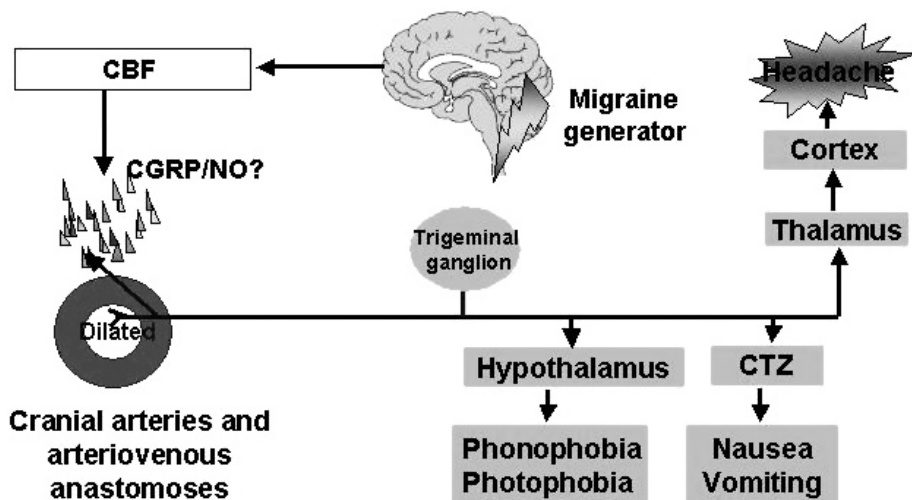 CBF
Migraine
generator
Headache
Cortex
Thalamus
CGRP/NO?
Trigeminal
ganglion
Dilated
Hypothalamus
CTZ
Phonophobia
Photophobia
Nausea
Vomiting
Cranial arteries and
arteriovenous
anastomoses